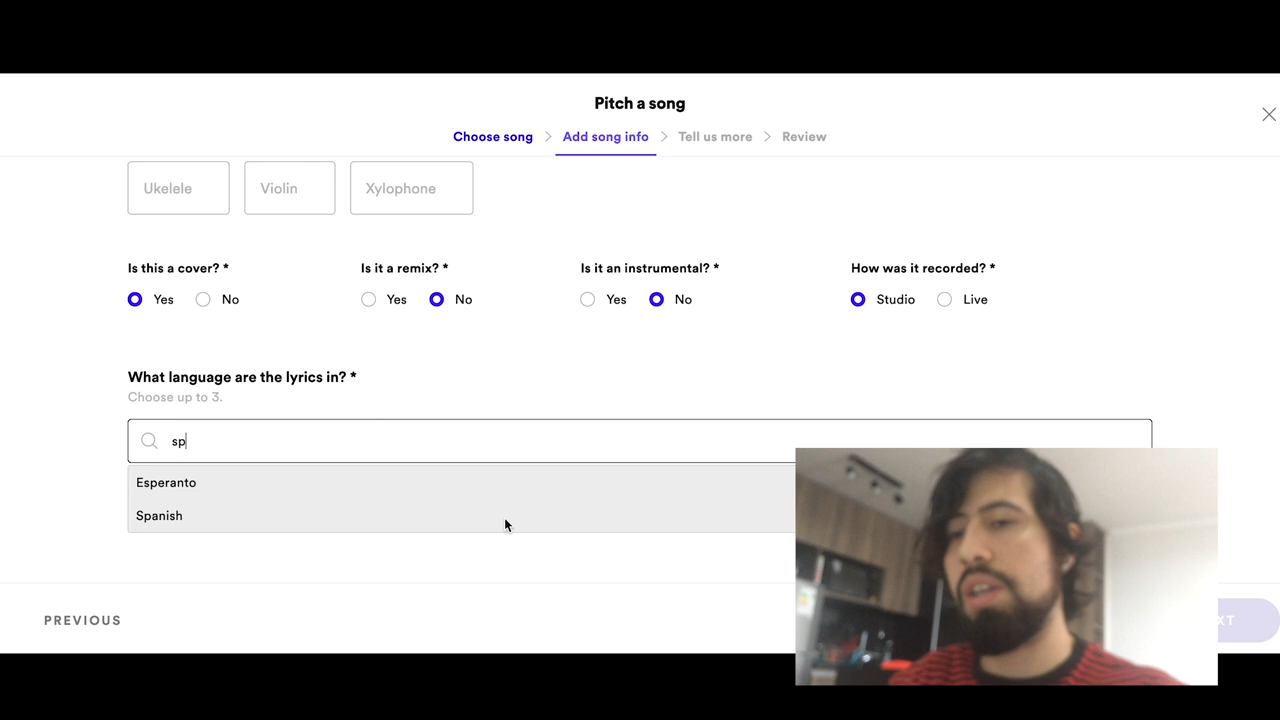 Pitch a song
Choose song > Add song info > Tell us more > Review
Ukelele Violin Xylophone
Is this a cover? * Is it a remix? * Is it an instrumental? * How was it recorded? *
Yes No Yes No Yes No Studio Live
What language are the lyrics in? *
Choose up to 3.
sp
Esperanto
Spanish
PREVIOUS